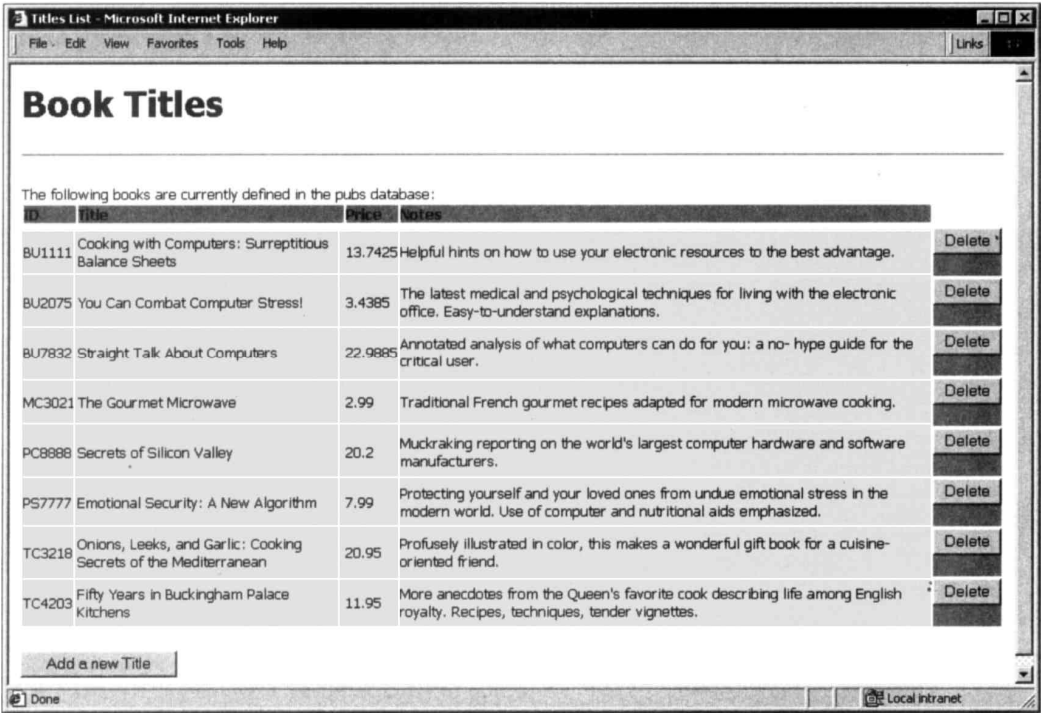 Titles List - Microsoft Internet Explorer
File Edit View Favorites Tools Help Links
Book Titles
The following books are currently defined in the pubs database:
ID Title Price Notes
BU1111 Cooking with Computers: Surreptitious Balance Sheets 13.7425 Helpful hints on how to use your electronic resources to the best advantage. Delete
BU2075 You Can Combat Computer Stress! 3.4385 The latest medical and psychological techniques for living with the electronic office. Easy-to-understand explanations. Delete
BU7832 Straight Talk About Computers 22.9885 Annotated analysis of what computers can do for you: a no- hype guide for the critical user. Delete
MC3021 The Gourmet Microwave 2.99 Traditional French gourmet recipes adapted for modern microwave cooking. Delete
PC8888 Secrets of Silicon Valley 20.2 Muckraking reporting on the world's largest computer hardware and software manufacturers. Delete
PS7777 Emotional Security: A New Algorithm 7.99 Protecting yourself and your loved ones from undue emotional stress in the modern world. Use of computer and nutritional aids emphasized. Delete
TC3218 Onions, Leeks, and Garlic: Cooking Secrets of the Mediterranean 20.95 Profusely illustrated in color, this makes a wonderful gift book for a cuisine-oriented friend. Delete
TC4203 Fifty Years in Buckingham Palace Kitchens 11.95 More anecdotes from the Queen's favorite cook describing life among English royalty. Recipes, techniques, tender vignettes. Delete
Add a new Title
Done Local intranet